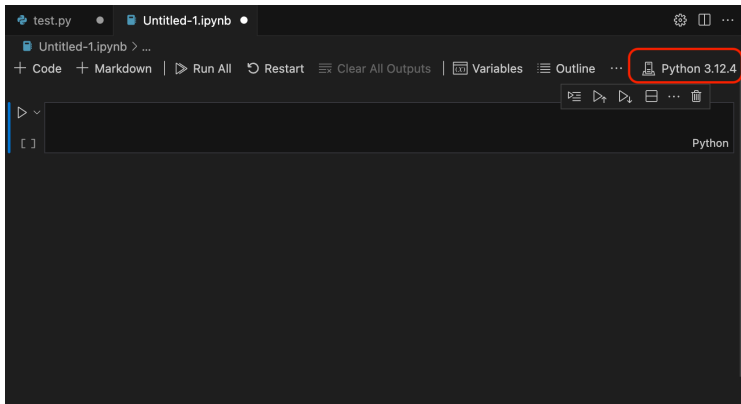 test.py Untitled-1.ipynb
Untitled-1.ipynb > ...
Code Markdown Run All Restart Clear All Outputs Variables Outline ... Python 3.12.4
[ ] Python